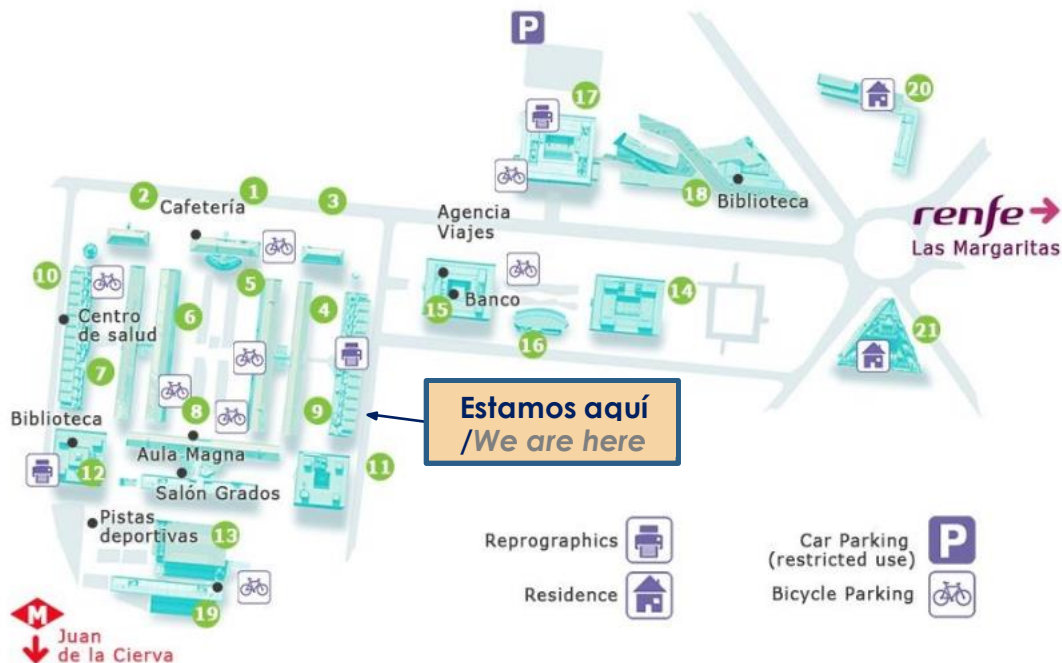 P
17
20
1
2
3
Cafetería
Agencia
Viajes
18
Biblioteca
renfe
Las Margaritas
10
5
4
6
Centro
de salud
15
Banco
14
16
21
7
8
9
Estamos aquí
/We are here
Biblioteca
Aula Magna
12
11
Salón Grados
Pistas
deportivas
13
19
Reprographics
Residence
Car Parking
(restricted use)
P
Bicycle Parking
M
Juan
de la Cierva